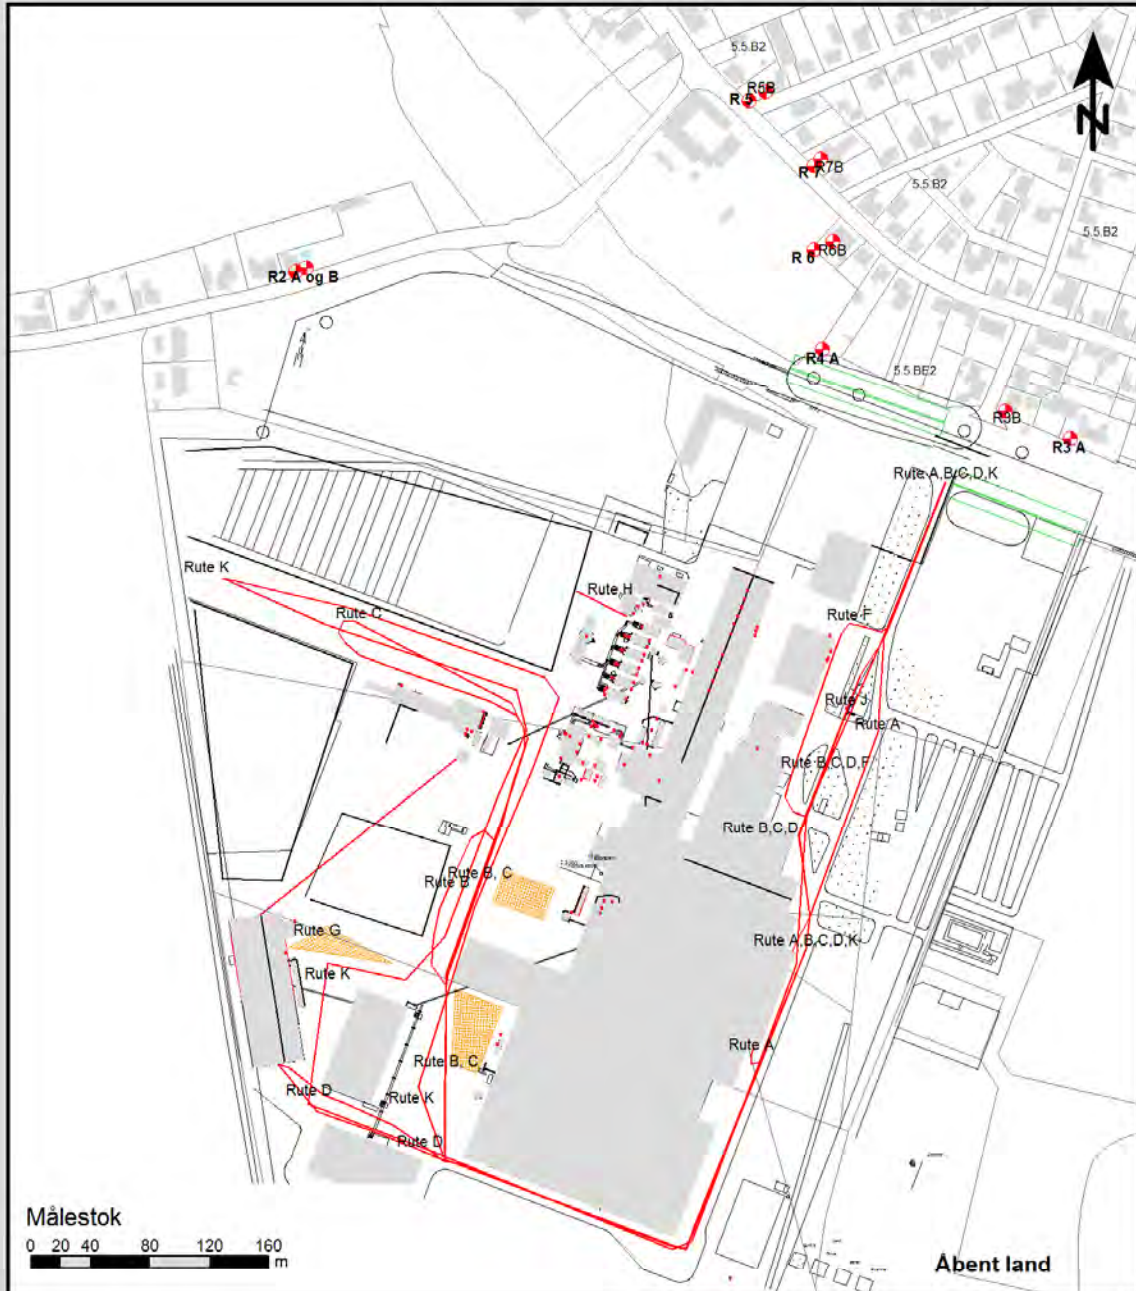 5.5.B2
R5B
R 5
N
R7B
R 7
5.5.B2
5.5.B2
R6B
R 6
R2 A og B
R4 A
5.5.BE2
R3B
R3 A
Rute A,B,C,D,K
Rute K
Rute H
Rute C
Rute F
Rute J
Rute A
Rute B,C,D,F
Rute B,C,D
Rute B, C
Rute B
Rute G
Rute A,B,C,D,K
Rute K
Rute A
Rute B, C
Rute D
Rute K
Rute D
Målestok
0 20 40 80 120 160
m
Åbent land